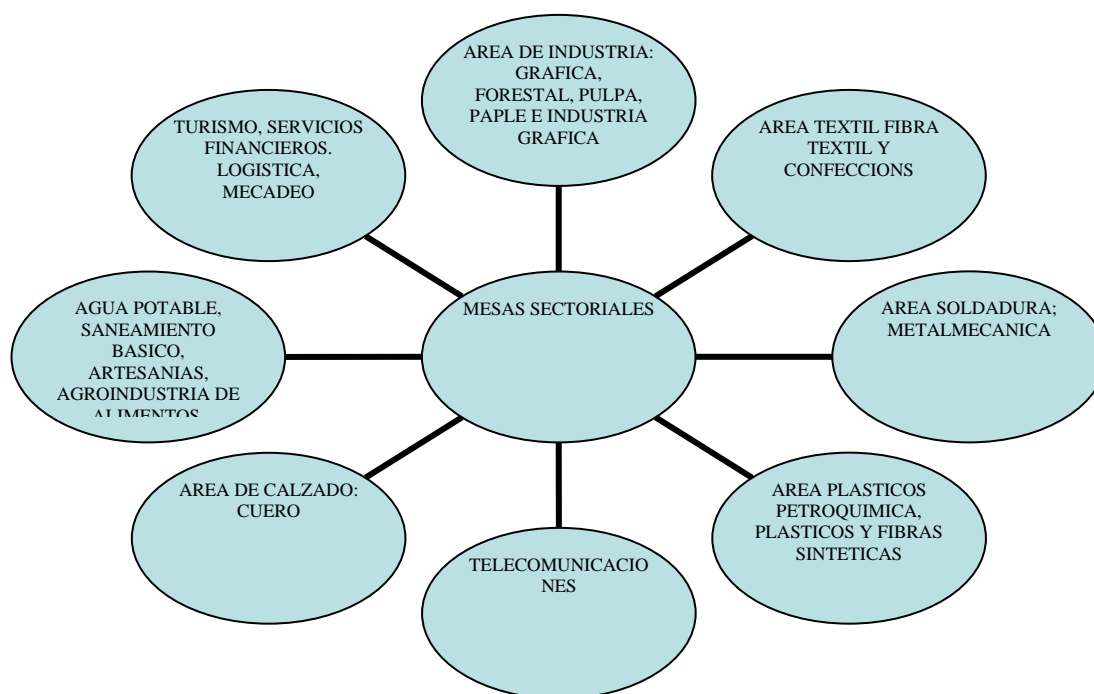 AREA DE INDUSTRIA:
GRAFICA,
FORESTAL, PULPA,
PAPLE E INDUSTRIA
GRAFICA
TURISMO, SERVICIOS
FINANCIEROS.
LOGISTICA,
MECADEO
AREA TEXTIL FIBRA
TEXTIL Y
CONFECCIONS
AGUA POTABLE,
SANEAMIENTO
BASICO,
ARTESANIAS,
AGROINDUSTRIA DE
ALIMENTOS
MESAS SECTORIALES
AREA SOLDADURA;
METALMECANICA
AREA DE CALZADO:
CUERO
TELECOMUNICACIO
NES
AREA PLASTICOS
PETROQUIMICA,
PLASTICOS Y FIBRAS
SINTETICAS